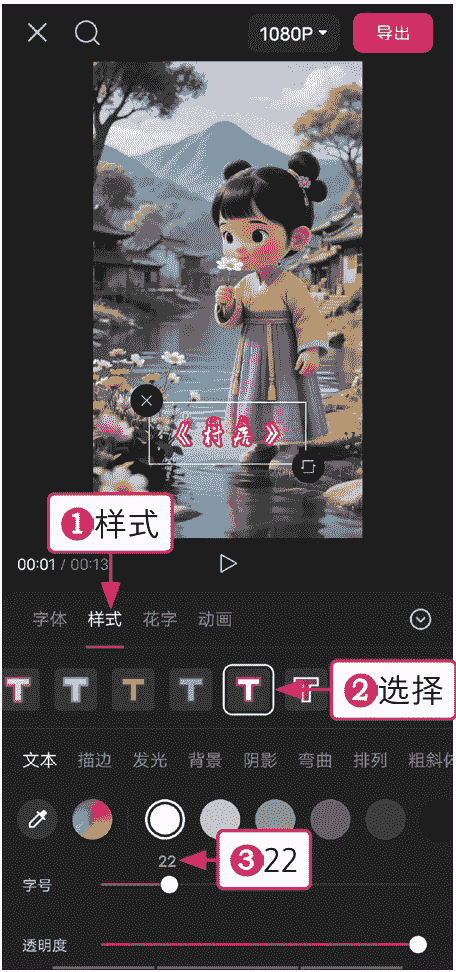 1080P
导出
《村居》
❶样式
00:01 / 00:13
字体 样式 花字 动画
T T T T T T
❷选择
文本 描边 发光 背景 阴影 弯曲 排列 粗斜体
22
❸22
字号
透明度